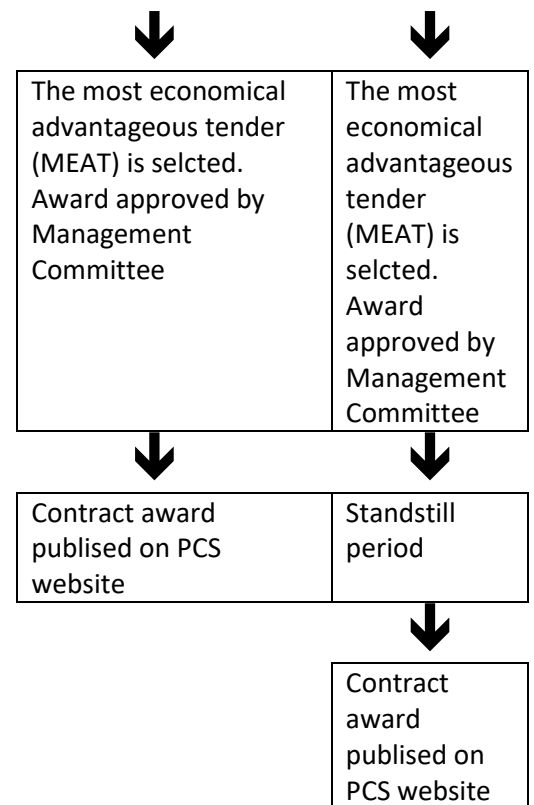 The most economical
advantageous tender
(MEAT) is selcted.
Award approved by
Management
Committee
The most
economical
advantageous
tender
(MEAT) is
selcted.
Award
approved by
Management
Committee
Contract award
publised on PCS
website
Standstill
period
Contract
award
publised on
PCS website